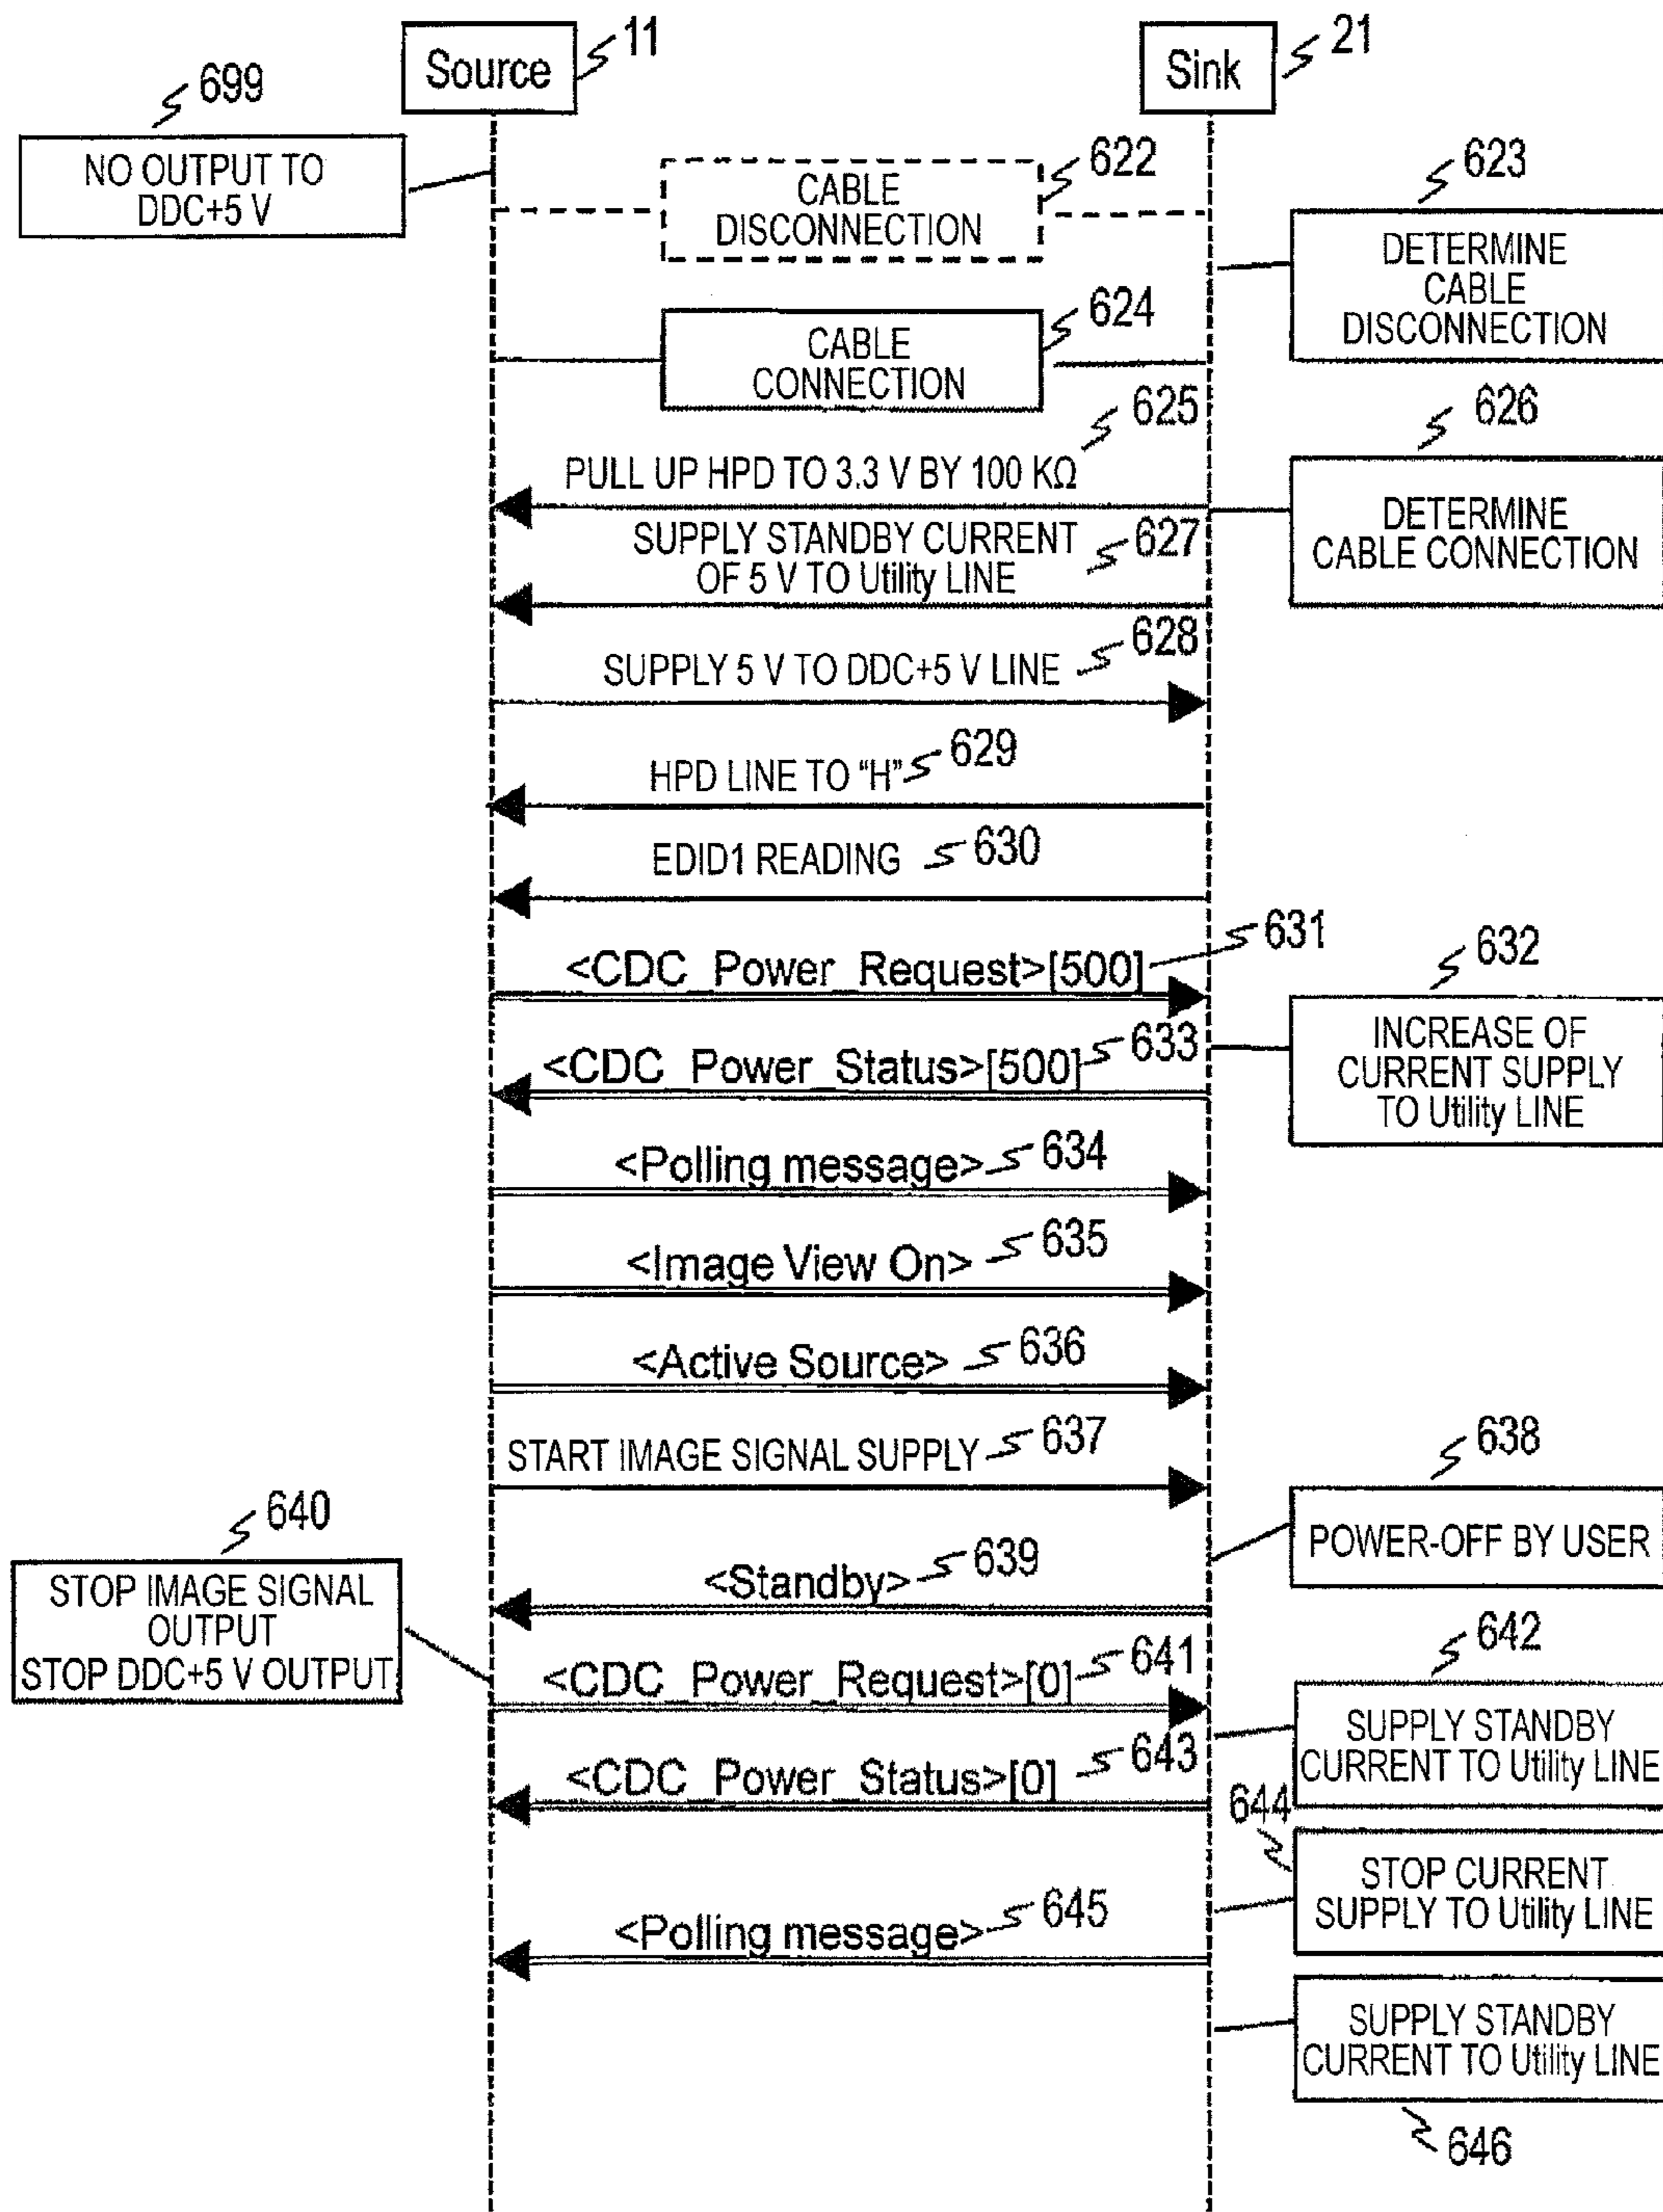 Source
11
Sink
21
699
NO OUTPUT TO
DDC+5 V
CABLE
DISCONNECTION
622
623
DETERMINE
CABLE
DISCONNECTION
CABLE
CONNECTION
624
PULL UP HPD TO 3.3 V BY 100 KΩ
625
626
DETERMINE
CABLE CONNECTION
SUPPLY STANDBY CURRENT
OF 5 V TO Utility LINE
627
SUPPLY 5 V TO DDC+5 V LINE
628
HPD LINE TO “H”
629
EDID1 READING
630
<CDC_Power_Request>[500]
631
632
INCREASE OF
CURRENT SUPPLY
TO Utility LINE
<CDC_Power_Status>[500]
633
<Polling message>
634
<Image View On>
635
<Active Source>
636
START IMAGE SIGNAL SUPPLY
637
638
POWER-OFF BY USER
<Standby>
639
640
STOP IMAGE SIGNAL
OUTPUT
STOP DDC+5 V OUTPUT
<CDC_Power_Request>[0]
641
642
SUPPLY STANDBY
CURRENT TO Utility LINE
<CDC_Power_Status>[0]
643
644
STOP CURRENT
SUPPLY TO Utility LINE
<Polling message>
645
SUPPLY STANDBY
CURRENT TO Utility LINE
646